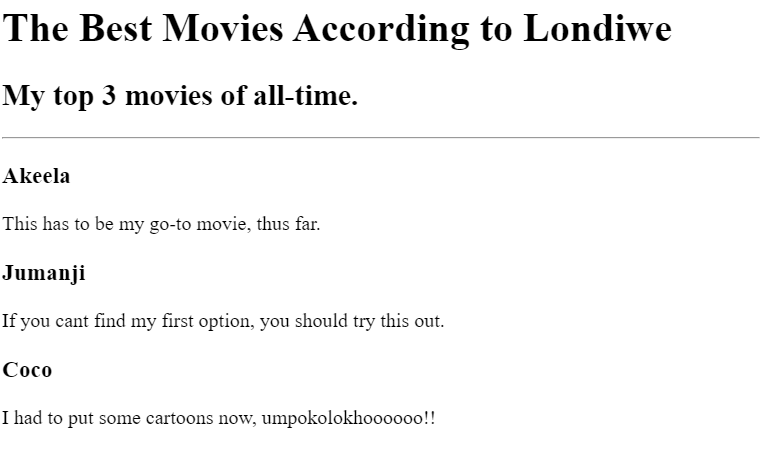 The Best Movies According to Londiwe
My top 3 movies of all-time.
Akeela
This has to be my go-to movie, thus far.
Jumanji
If you cant find my first option, you should try this out.
Coco
I had to put some cartoons now, umpokolokhoooooo!!